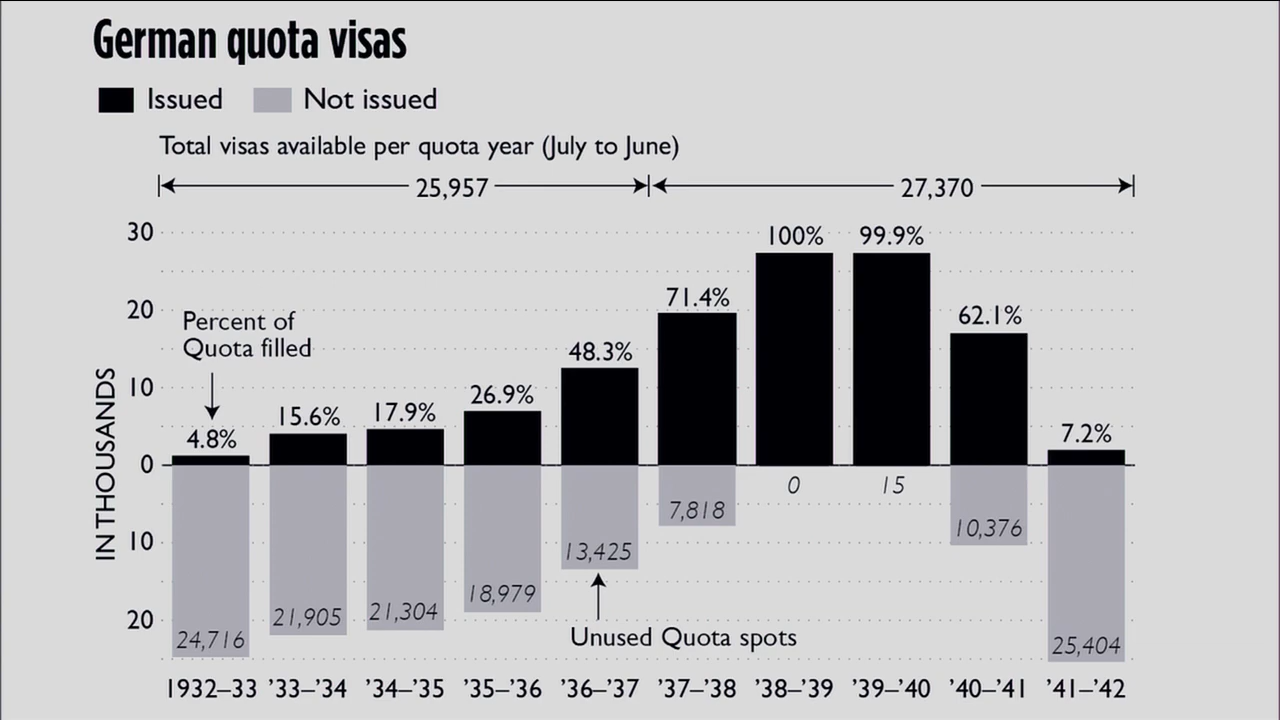 German quota visas
Issued Not issued
Total visas available per quota year (July to June)
25,957 27,370
30
20
10
0
10
20
IN THOUSANDS
Percent of
Quota filled
4.8% 15.6% 17.9% 26.9% 48.3% 71.4% 100% 99.9% 62.1% 7.2%
24,716 21,905 21,304 18,979 13,425 7,818 0 15 10,376 25,404
Unused Quota spots
1932–33 ’33–’34 ’34–’35 ’35–’36 ’36–’37 ’37–’38 ’38–’39 ’39–’40 ’40–’41 ’41–’42